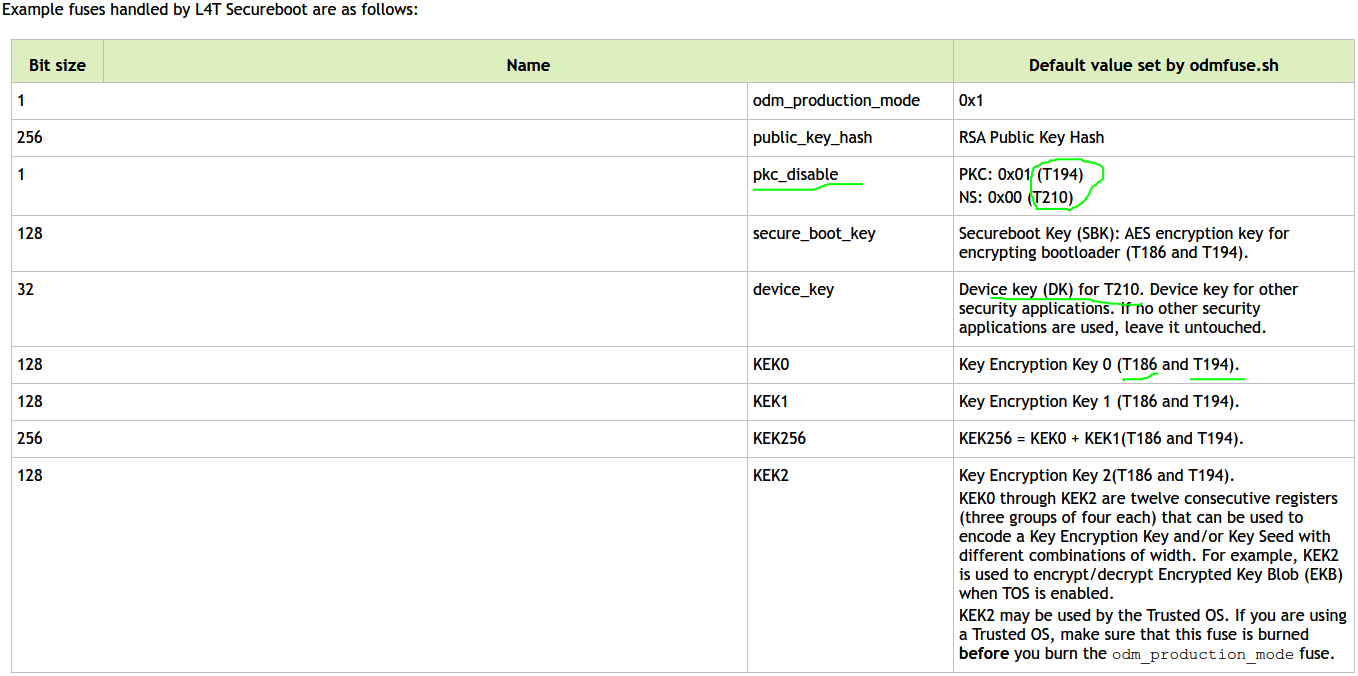 Example fuses handled by L4T Secureboot are as follows:
Bit size Name Default value set by odmfuse.sh
1 odm_production_mode 0x1
256 public_key_hash RSA Public Key Hash
1 pkc_disable PKC: 0x01 (T194)
NS: 0x00 (T210)
128 secure_boot_key Secureboot Key (SBK): AES encryption key for
encrypting bootloader (T186 and T194).
32 device_key Device key (DK) for T210. Device key for other
security applications. If no other security
applications are used, leave it untouched.
128 KEK0 Key Encryption Key 0 (T186 and T194).
128 KEK1 Key Encryption Key 1 (T186 and T194).
256 KEK256 KEK256 = KEK0 + KEK1(T186 and T194).
128 KEK2 Key Encryption Key 2(T186 and T194).
KEK0 through KEK2 are twelve consecutive registers
(three groups of four each) that can be used to
encode a Key Encryption Key and/or Key Seed with
different combinations of width. For example, KEK2
is used to encrypt/decrypt Encrypted Key Blob (EKB)
when TOS is enabled.
KEK2 may be used by the Trusted OS. If you are using
a Trusted OS, make sure that this fuse is burned
before you burn the odm_production_mode fuse.